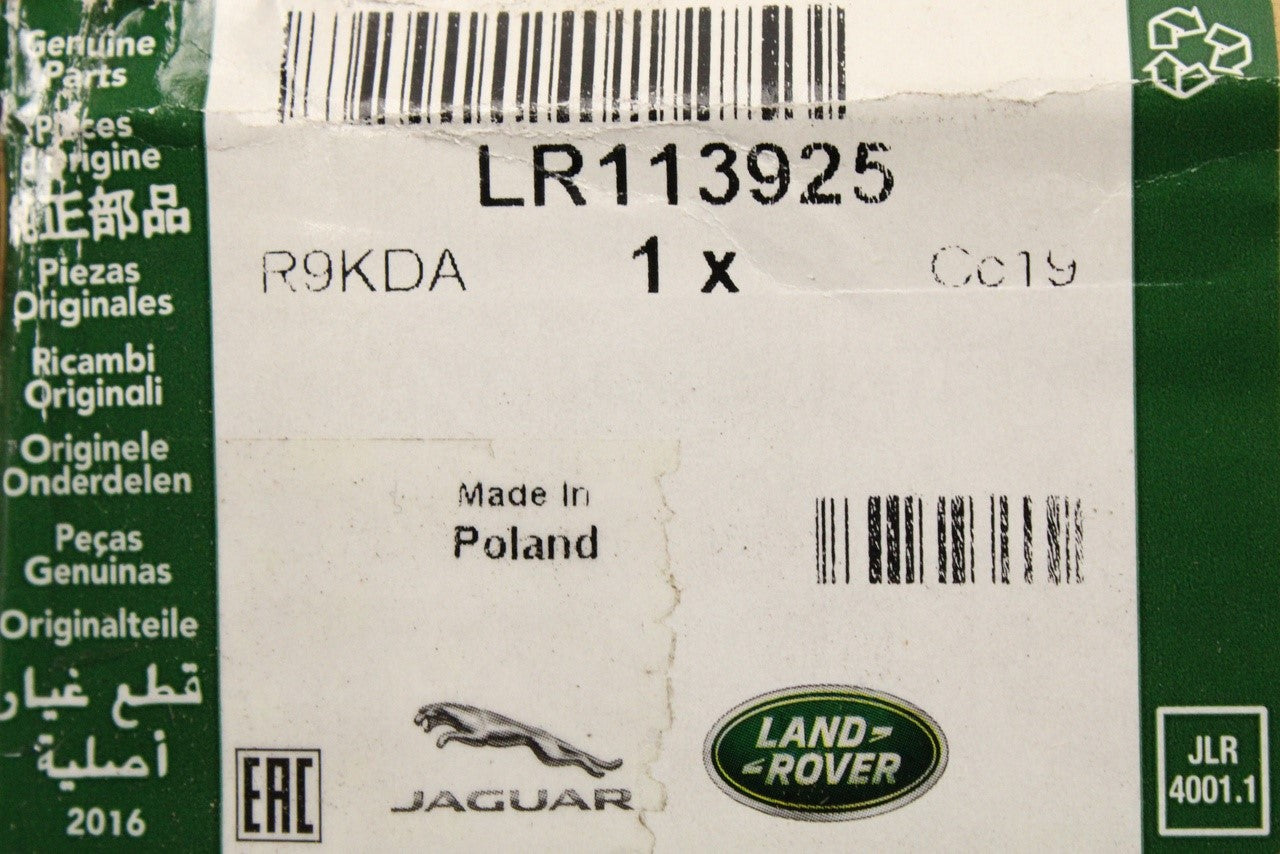 Genuine
Parts
Pièces
d'origine
正部品
Piezas
Originales
Ricambi
Originali
Originele
Onderdelen
Peças
Genuinas
Originalteile
قطع غيار
أصلية
2016
LR113925
R9KDA 1 x Cc19
Made In
Poland
EAC
JAGUAR
LAND
ROVER
JLR
4001.1